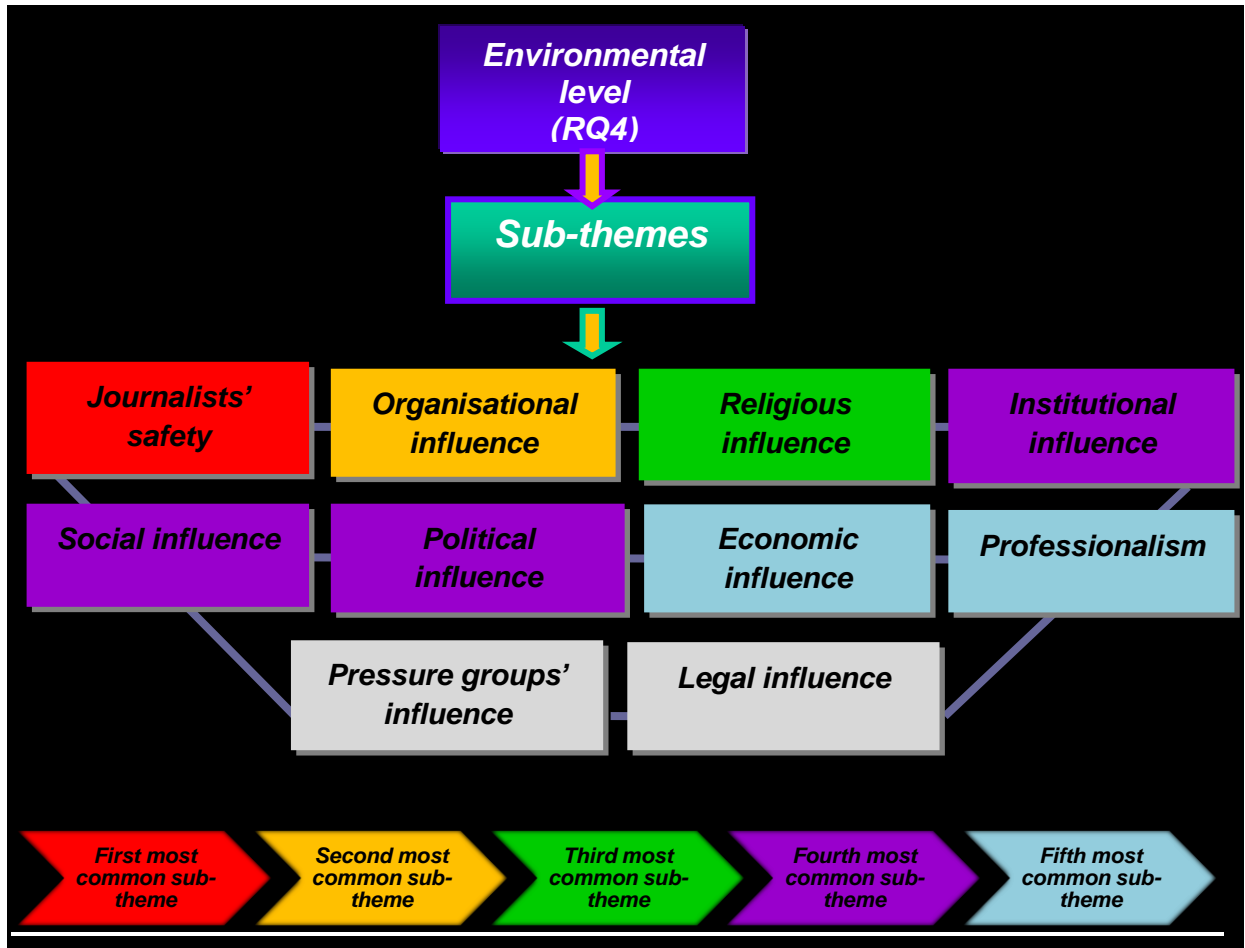 Environmental
level
(RQ4)
Sub-themes
Journalists’
safety
Organisational
influence
Religious
influence
Institutional
influence
Social influence
Political
influence
Economic
influence
Professionalism
Pressure groups’
influence
Legal influence
First most
common sub-
theme
Second most
common sub-
theme
Third most
common sub-
theme
Fourth most
common sub-
theme
Fifth most
common sub-
theme